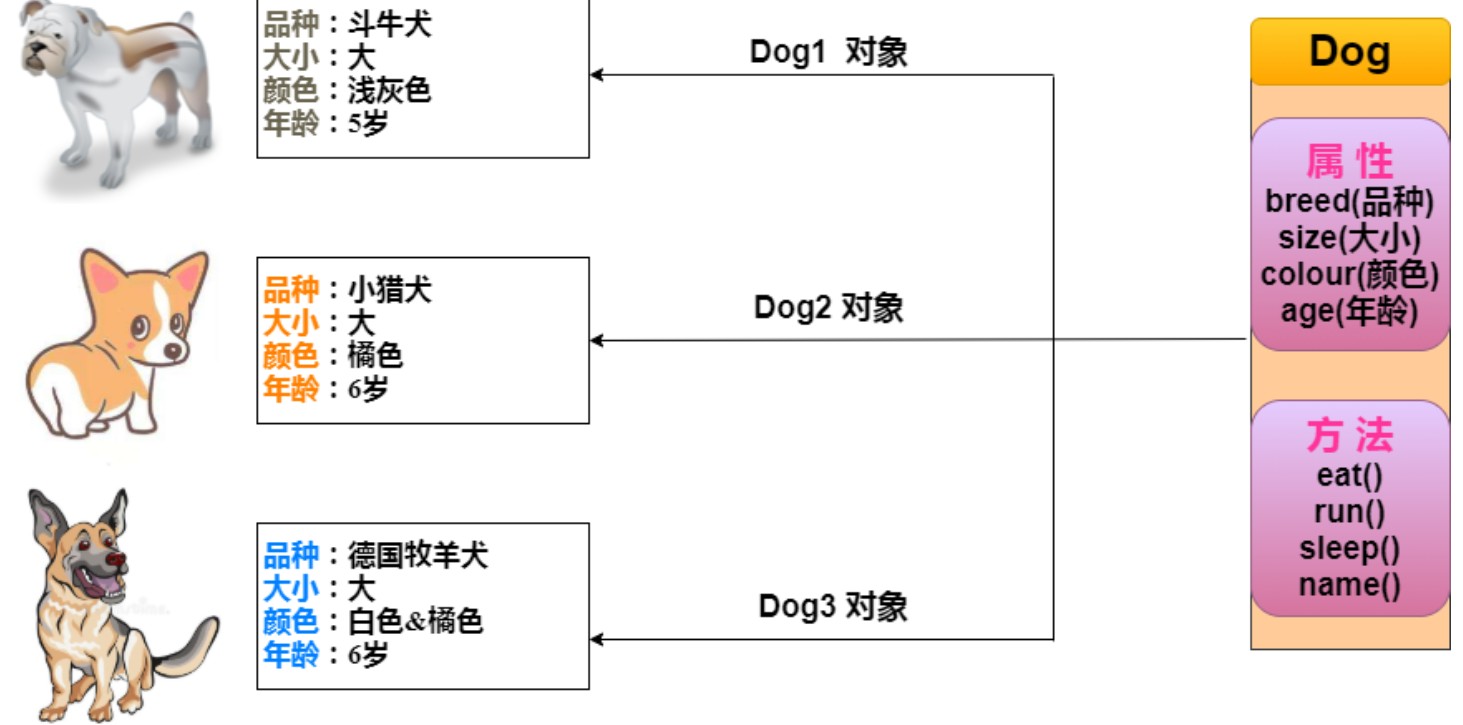 品种：斗牛犬
大小：大
颜色：浅灰色
年龄：5岁
Dog1 对象
品种：小猎犬
大小：大
颜色：橘色
年龄：6岁
Dog2 对象
品种：德国牧羊犬
大小：大
颜色：白色&橘色
年龄：6岁
Dog3 对象
Dog
属 性
breed(品种)
size(大小)
colour(颜色)
age(年龄)
方 法
eat()
run()
sleep()
name()